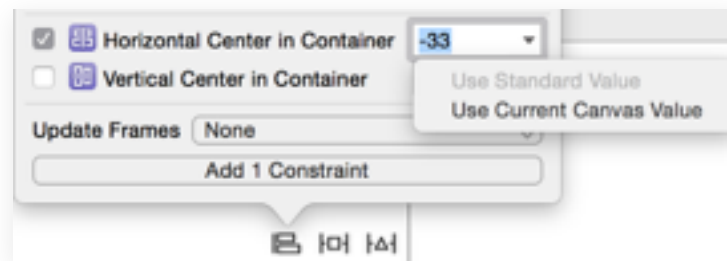 Horizontal Center in Container -33
Vertical Center in Container
Use Standard Value
Use Current Canvas Value
Update Frames None
Add 1 Constraint